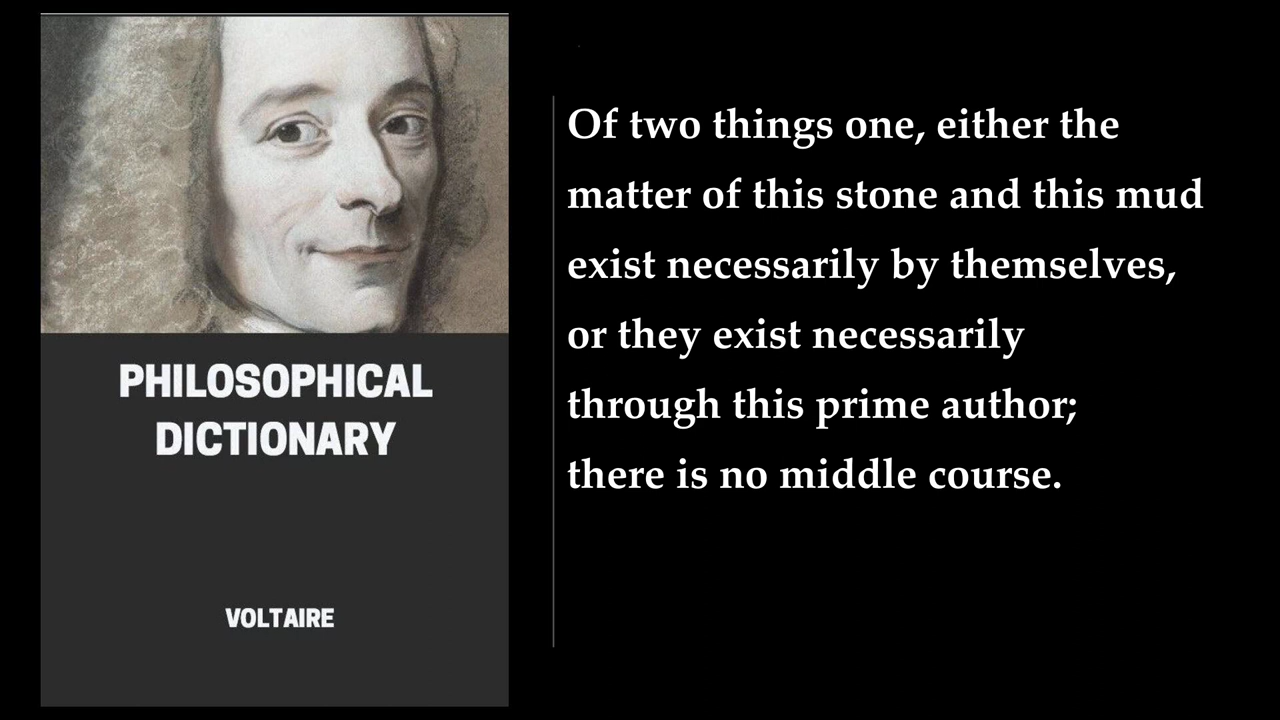 PHILOSOPHICAL
DICTIONARY
VOLTAIRE
Of two things one, either the
matter of this stone and this mud
exist necessarily by themselves,
or they exist necessarily
through this prime author;
there is no middle course.